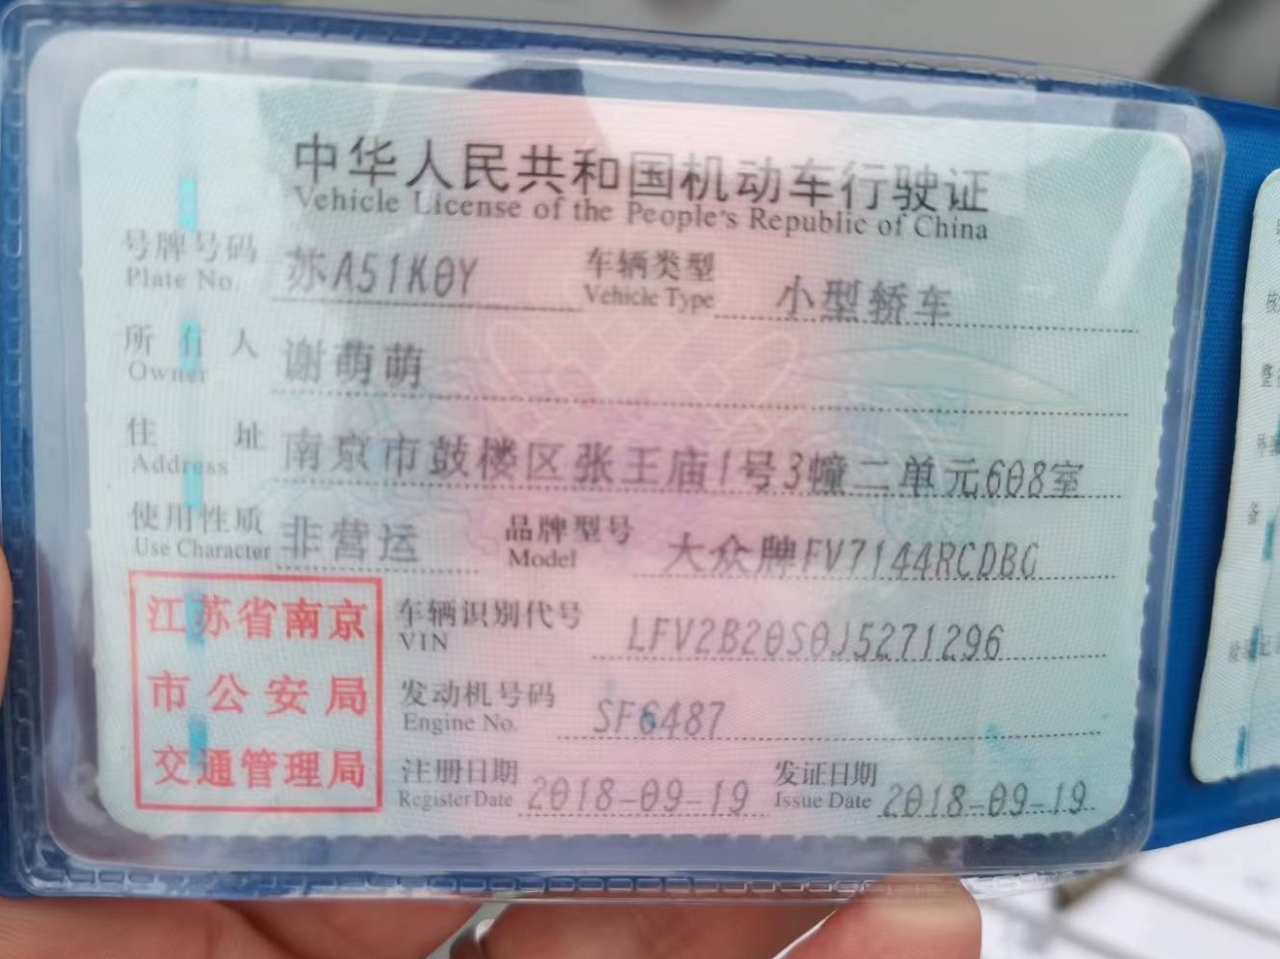 中华人民共和国机动车行驶证
Vehicle License of the People's Republic of China
号牌号码 苏A51K0Y 车辆类型 小型轿车
Plate No. Vehicle Type
所有人 谢萌萌
Owner
住址 南京市鼓楼区张王庙1号3幢二单元608室
Address
使用性质 非营运 品牌型号 大众牌FV7144RCDBG
Use Character Model
江苏省南京
市公安局
交通管理局
车辆识别代号 LFV2B20S0J5271296
VIN
发动机号码 SF6487
Engine No.
注册日期 2018-09-19 发证日期 2018-09-19
Register Date Issue Date